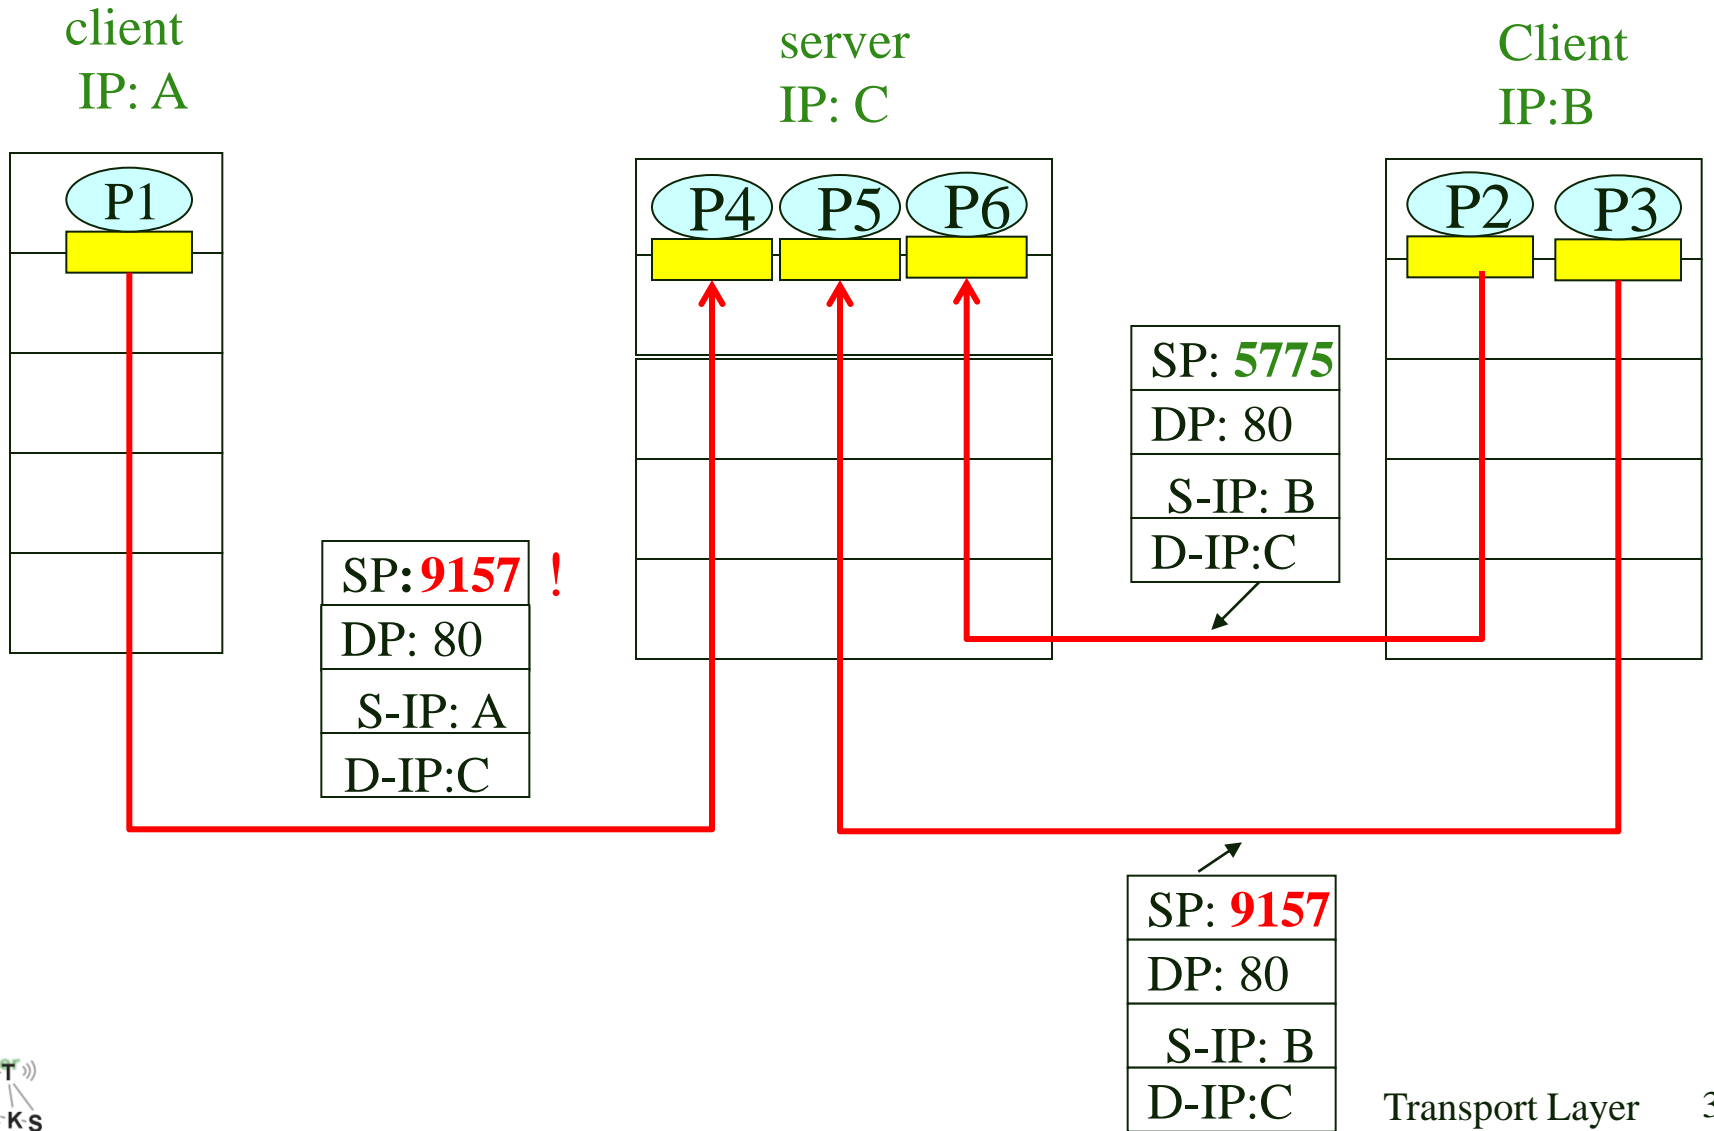 client
IP: A
server
IP: C
Client
IP:B
P1
P4 P5 P6
P2 P3
SP: 5775
DP: 80
S-IP: B
D-IP:C
SP: 9157 !
DP: 80
S-IP: A
D-IP:C
SP: 9157
DP: 80
S-IP: B
D-IP:C
T
K-S
Transport Layer 3